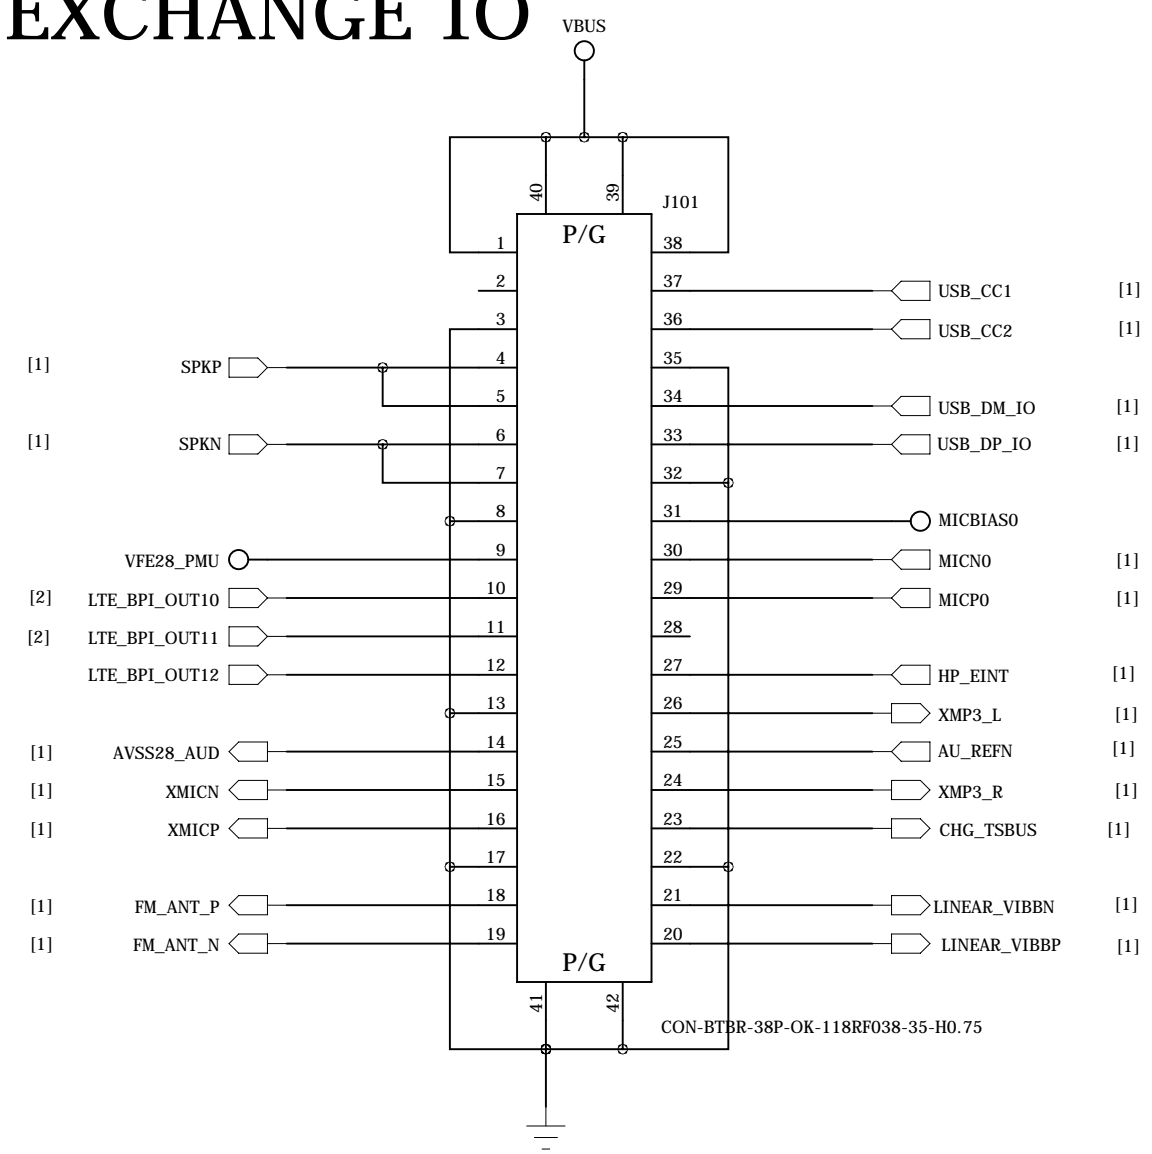 EXCHANGE IO
VBUS
40
39
J101
P/G
1
38
2
37
USB_CC1
[1]
3
36
USB_CC2
[1]
[1]
SPKP
4
35
5
34
USB_DM_IO
[1]
[1]
SPKN
6
33
USB_DP_IO
[1]
7
32
8
31
MICBIAS0
VFE28_PMU
9
30
MICN0
[1]
[2]
LTE_BPI_OUT10
10
29
MICP0
[1]
[2]
LTE_BPI_OUT11
11
28
LTE_BPI_OUT12
12
27
HP_EINT
[1]
13
26
XMP3_L
[1]
[1]
AVSS28_AUD
14
25
AU_REFN
[1]
[1]
XMICN
15
24
XMP3_R
[1]
[1]
XMICP
16
23
CHG_TSBUS
[1]
17
22
[1]
FM_ANT_P
18
21
LINEAR_VIBBN
[1]
[1]
FM_ANT_N
19
20
LINEAR_VIBBP
[1]
P/G
41
42
CON-BTBR-38P-OK-118RF038-35-H0.75